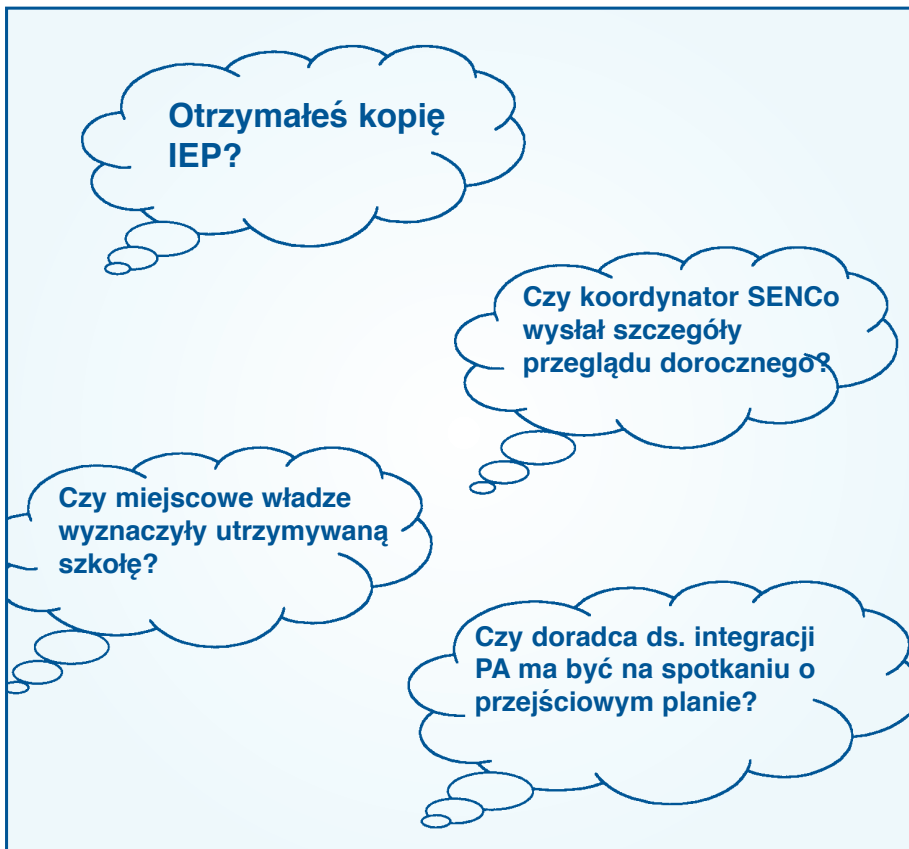 Otrzymałeś kopię
IEP?
Czy koordynator SENCo
wysłał szczegóły
przeglądu dorocznego?
Czy miejscowe władze
wyznaczyły utrzymywaną
szkołę?
Czy doradca ds. integracji
PA ma być na spotkaniu o
przejściowym planie?